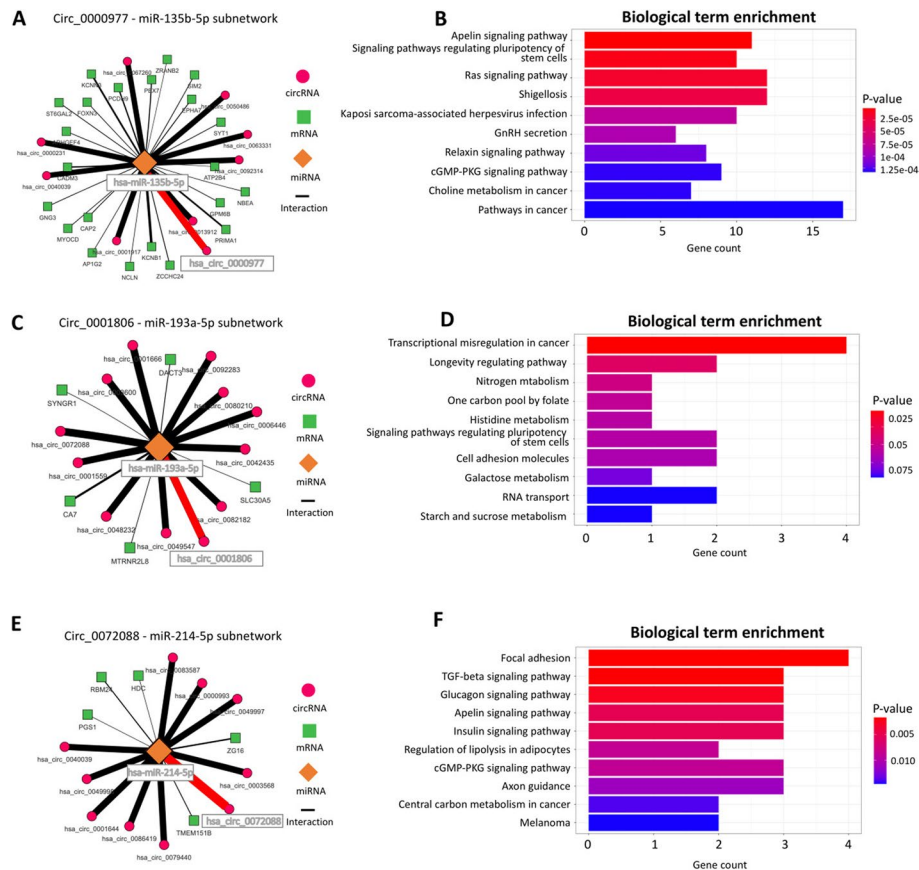 A
Circ_0000977 - miR-135b-5p subnetwork
ZRANB2
hsa_circ_0067260
KCNN3
PEX7
SIM2
PCDH9
hsa_circ_0050486
ST6GAL2
FOXN3
EPHA7
SYT1
hsa_circ_0063331
hsa_circ_0000231
hsa_circ_0092314
CADM3
ATP2B4
hsa-miR-135b-5p
hsa_circ_0040039
NBEA
GNG3
CAP2
GPM6B
MYOCD
hsa_circ_0001017
PRIMA1
AP1G2
KCNB1
NCLN
ZCCHC24
hsa_circ_0000977
circRNA
mRNA
miRNA
Interaction
B
Biological term enrichment
Apelin signaling pathway
Signaling pathways regulating pluripotency of
stem cells
Ras signaling pathway
Shigellosis
Kaposi sarcoma-associated herpesvirus infection
GnRH secretion
Relaxin signaling pathway
cGMP-PKG signaling pathway
Choline metabolism in cancer
Pathways in cancer
0 5 10 15
Gene count
P-value
2.5e-05
5e-05
7.5e-05
1e-04
1.25e-04
C
Circ_0001806 - miR-193a-5p subnetwork
hsa_circ_0001666
DACT3
hsa_circ_0092283
SYNGR1
hsa_circ_0080210
hsa_circ_0006446
hsa_circ_0072088
hsa_circ_0042435
hsa-miR-193a-5p
hsa_circ_0001559
SLC30A5
CA7
hsa_circ_0082182
hsa_circ_0048232
hsa_circ_0049547
MTRNR2L8
hsa_circ_0001806
circRNA
mRNA
miRNA
Interaction
D
Biological term enrichment
Transcriptional misregulation in cancer
Longevity regulating pathway
Nitrogen metabolism
One carbon pool by folate
Histidine metabolism
Signaling pathways regulating pluripotency
of stem cells
Cell adhesion molecules
Galactose metabolism
RNA transport
Starch and sucrose metabolism
0 1 2 3 4
Gene count
P-value
0.025
0.05
0.075
E
Circ_0072088 - miR-214-5p subnetwork
hsa_circ_0083587
HDC
RBM24
hsa_circ_0000993
hsa_circ_0049997
PGS1
ZG16
hsa_circ_0040039
hsa-miR-214-5p
hsa_circ_0049998
hsa_circ_0003568
hsa_circ_0001644
hsa_circ_0072088
hsa_circ_0086419
TMEM151B
hsa_circ_0079440
circRNA
mRNA
miRNA
Interaction
F
Biological term enrichment
Focal adhesion
TGF-beta signaling pathway
Glucagon signaling pathway
Apelin signaling pathway
Insulin signaling pathway
Regulation of lipolysis in adipocytes
cGMP-PKG signaling pathway
Axon guidance
Central carbon metabolism in cancer
Melanoma
0 1 2 3 4
Gene count
P-value
0.005
0.010